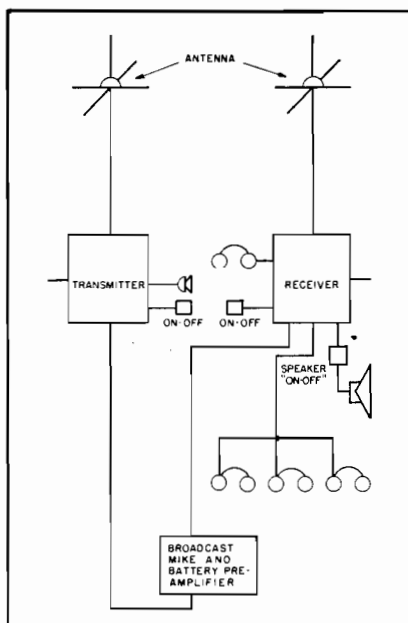 ANTENNA
TRANSMITTER
RECEIVER
ON-OFF
ON-OFF
SPEAKER
"ON-OFF"
BROADCAST
MIKE AND
BATTERY PRE-
AMPLIFIER